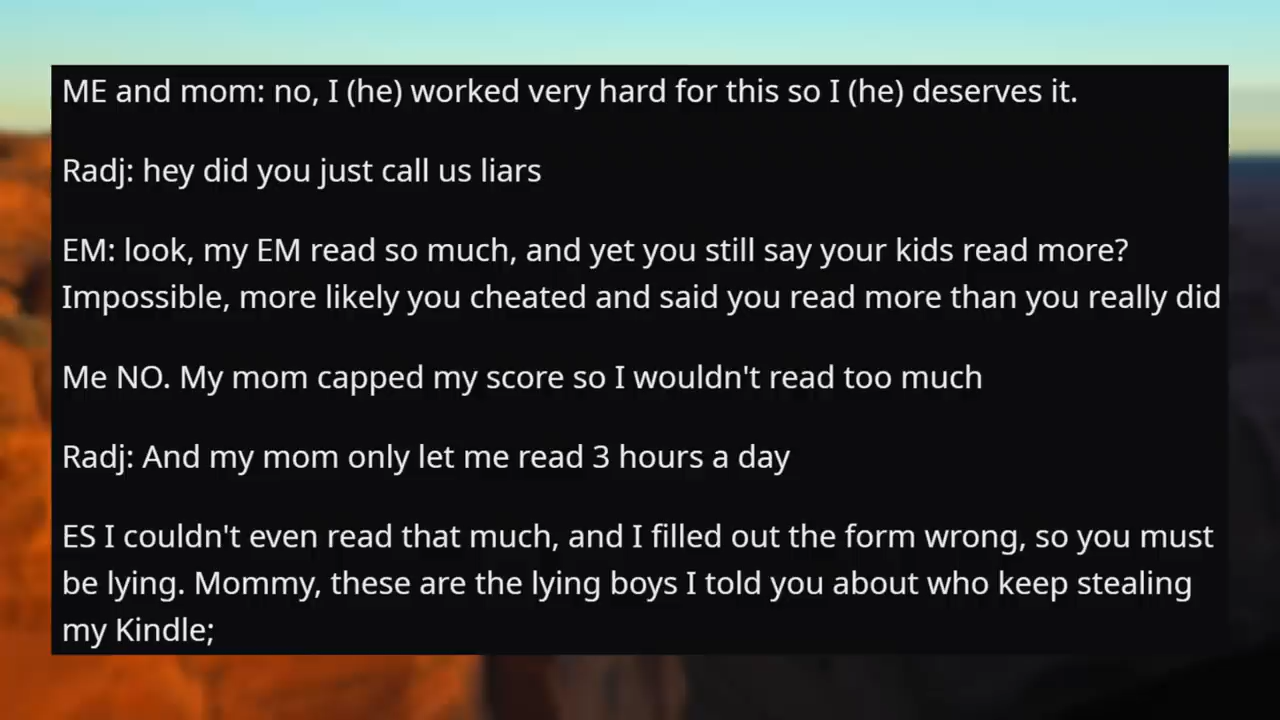 ME and mom: no, I (he) worked very hard for this so I (he) deserves it.
Radj: hey did you just call us liars
EM: look, my EM read so much, and yet you still say your kids read more?
Impossible, more likely you cheated and said you read more than you really did
Me NO. My mom capped my score so I wouldn't read too much
Radj: And my mom only let me read 3 hours a day
ES I couldn't even read that much, and I filled out the form wrong, so you must
be lying. Mommy, these are the lying boys I told you about who keep stealing
my Kindle;